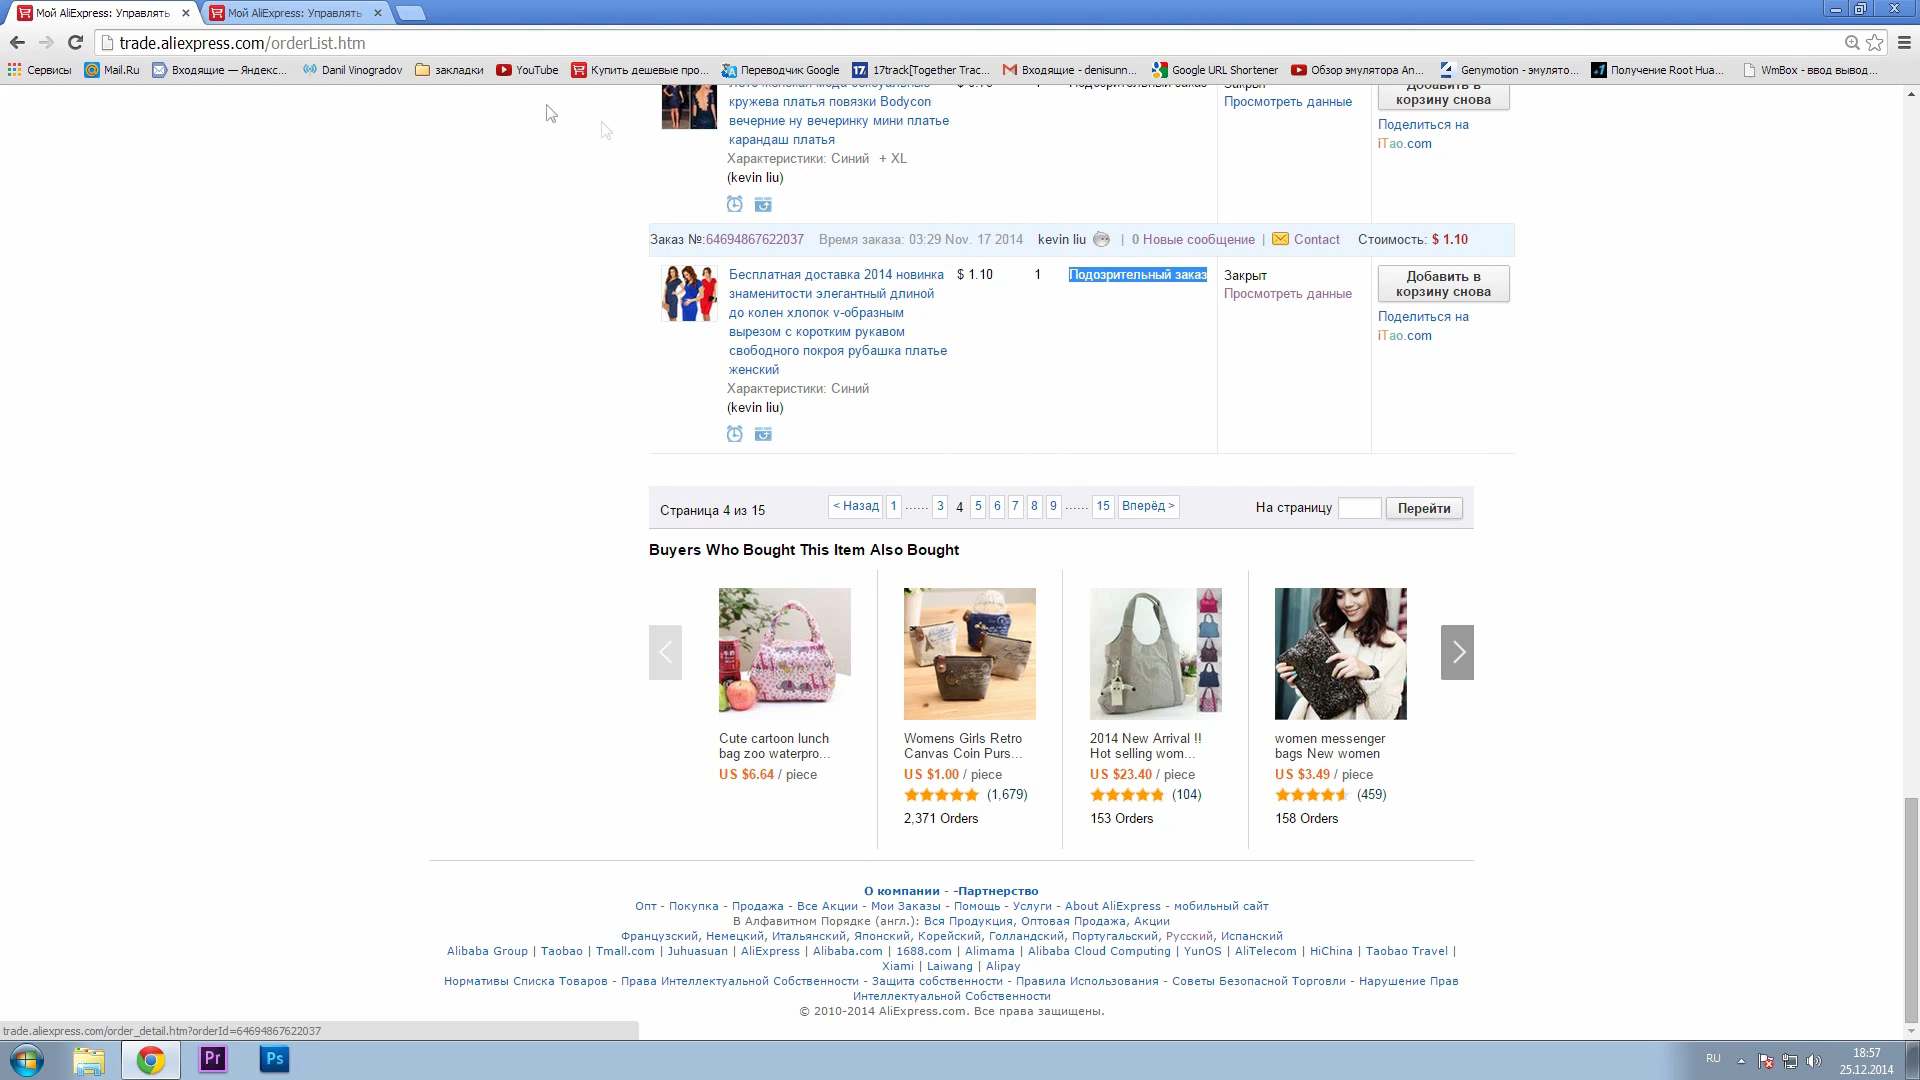 Мой AliExpress: Управлять
Мой AliExpress: Управлять
trade.aliexpress.com/orderList.htm
Сервисы
Mail.Ru
Входящие — Яндекс...
Danil Vinogradov
закладки
YouTube
Купить дешевые про...
Переводчик Google
17track[Together Trac...
Входящие - denisunn...
Google URL Shortener
Обзор эмулятора An...
Genymotion - эмулято...
Получение Root Hua...
WmBox - ввод вывод...
кружева платья повязки Bodycon
вечерние ну вечеринку мини платье
карандаш платья
Характеристики: Синий + XL
(kevin liu)
Закрыт
Просмотреть данные
Добавить в
корзину снова
Поделиться на
iTao.com
Заказ №:64694867622037 Время заказа: 03:29 Nov. 17 2014 kevin liu | 0 Новые сообщение | Contact Стоимость: $ 1.10
Бесплатная доставка 2014 новинка
знаменитости элегантный длиной
до колен хлопок v-образным
вырезом с коротким рукавом
свободного покроя рубашка платье
женский
Характеристики: Синий
(kevin liu)
$ 1.10
1
Подозрительный заказ
Закрыт
Просмотреть данные
Добавить в
корзину снова
Поделиться на
iTao.com
Страница 4 из 15
< Назад 1 ...... 3 4 5 6 7 8 9 ...... 15 Вперёд >
На страницу
Перейти
Buyers Who Bought This Item Also Bought
Cute cartoon lunch
bag zoo waterpro...
US $6.64 / piece
Womens Girls Retro
Canvas Coin Purs...
US $1.00 / piece
(1,679)
2,371 Orders
2014 New Arrival !!
Hot selling wom...
US $23.40 / piece
(104)
153 Orders
women messenger
bags New women
US $3.49 / piece
(459)
158 Orders
О компании - -Партнерство
Опт - Покупка - Продажа - Все Акции - Мои Заказы - Помощь - Услуги - About AliExpress - мобильный сайт
В Алфавитном Порядке (англ.): Вся Продукция, Оптовая Продажа, Акции
Французский, Немецкий, Итальянский, Японский, Корейский, Голландский, Португальский, Русский, Испанский
Alibaba Group | Taobao | Tmall.com | Juhuasuan | AliExpress | Alibaba.com | 1688.com | Alimama | Alibaba Cloud Computing | YunOS | AliTelecom | HiChina | Taobao Travel |
Xiami | Laiwang | Alipay
Нормативы Списка Товаров - Права Интеллектуальной Собственности - Защита собственности - Правила Использования - Советы Безопасной Торговли - Нарушение Прав
Интеллектуальной Собственности
© 2010-2014 AliExpress.com. Все права защищены.
trade.aliexpress.com/order_detail.htm?orderId=64694867622037
Pr
Ps
RU
18:57
25.12.2014